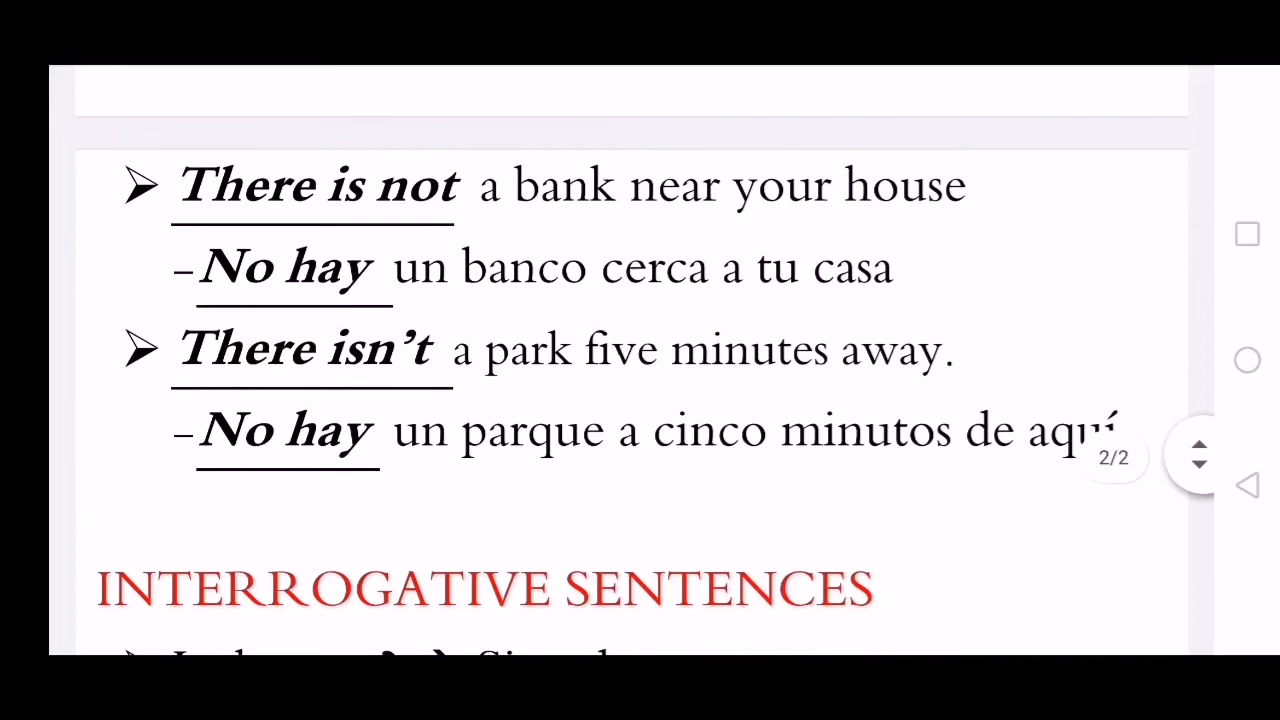 ➢ There is not a bank near your house
–No hay un banco cerca a tu casa
➢ There isn’t a park five minutes away.
–No hay un parque a cinco minutos de aquí
2/2
INTERROGATIVE SENTENCES